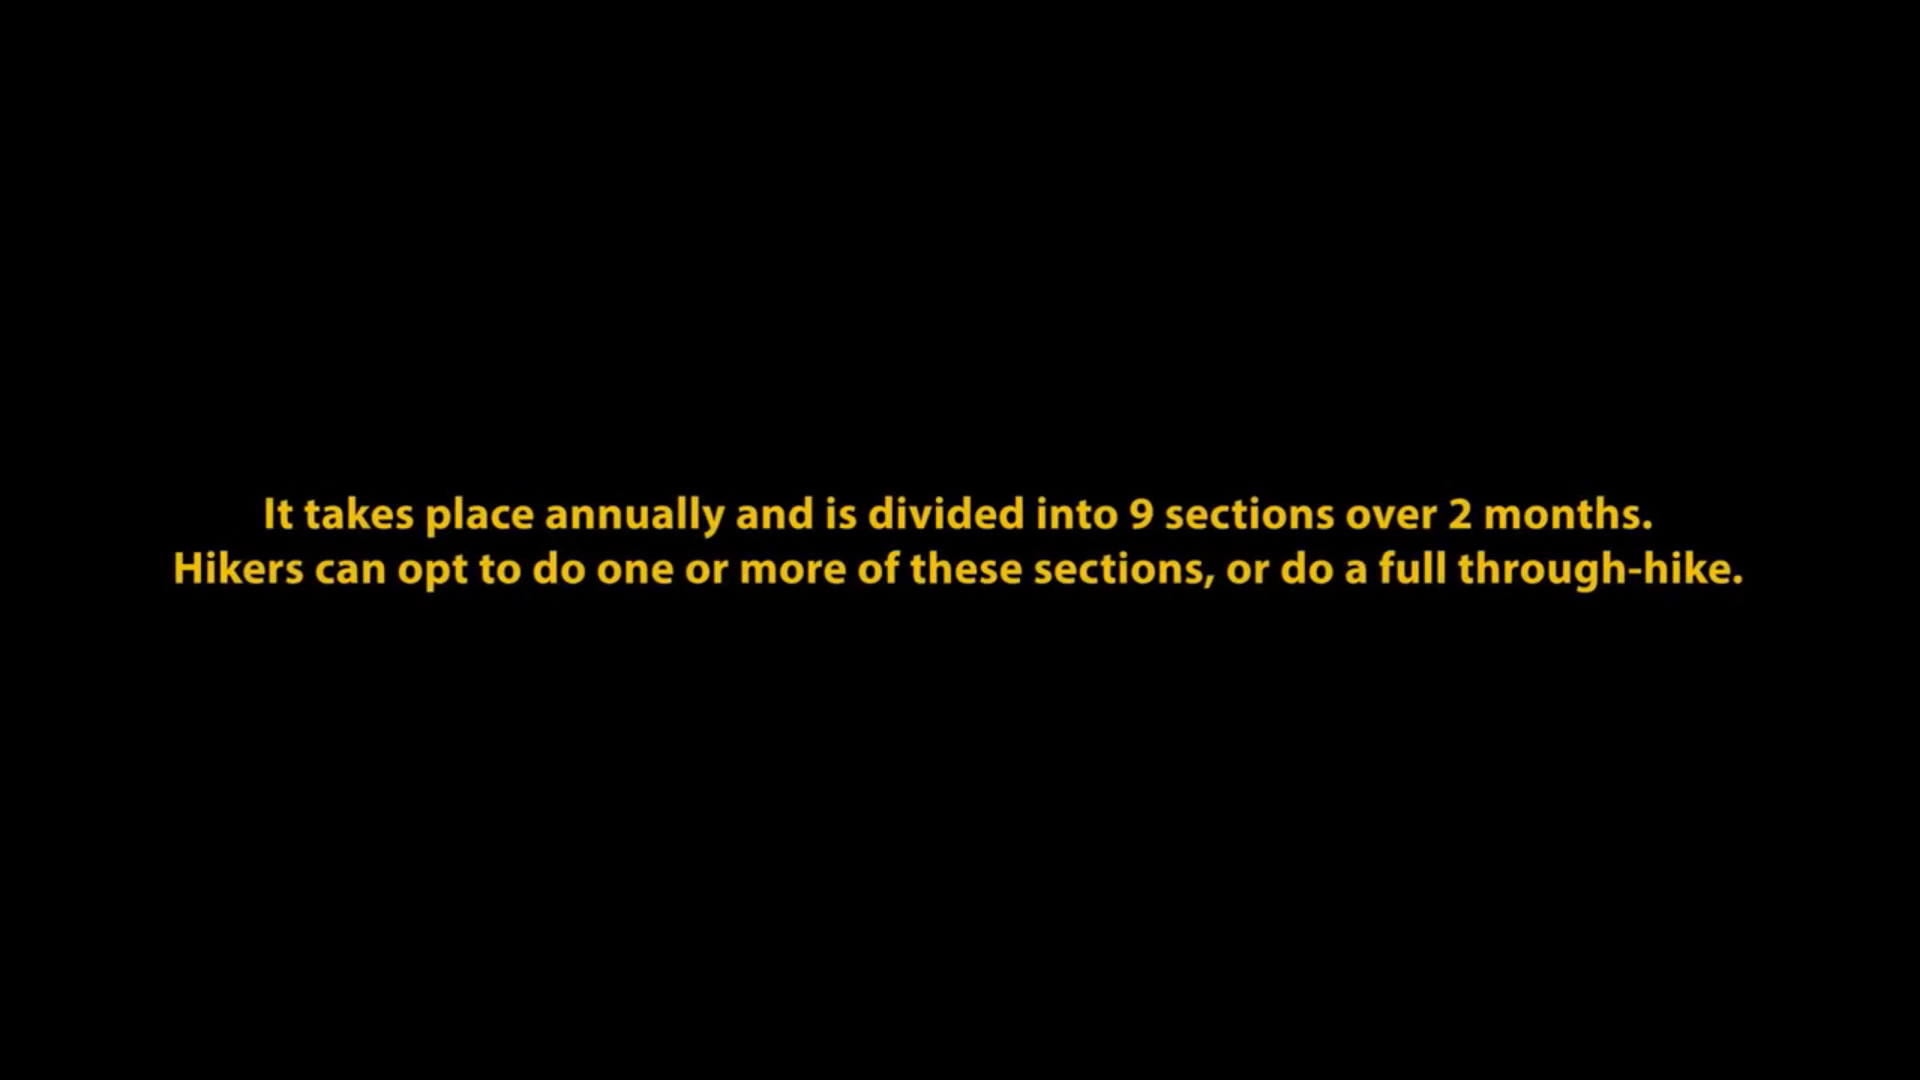 It takes place annually and is divided into 9 sections over 2 months.
Hikers can opt to do one or more of these sections, or do a full through-hike.